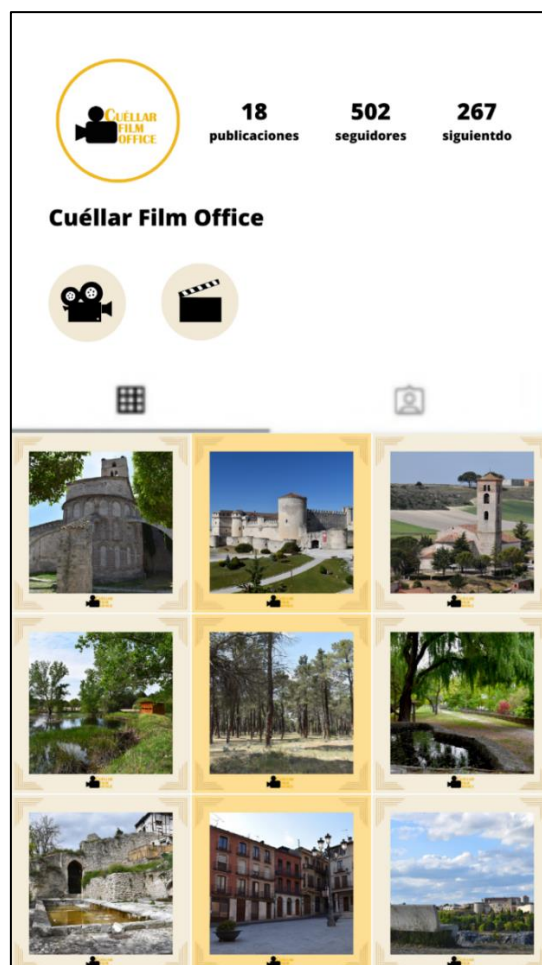 CUÉLLAR
FILM
OFFICE
18
publicaciones
502
seguidores
267
siguientdo
Cuéllar Film Office